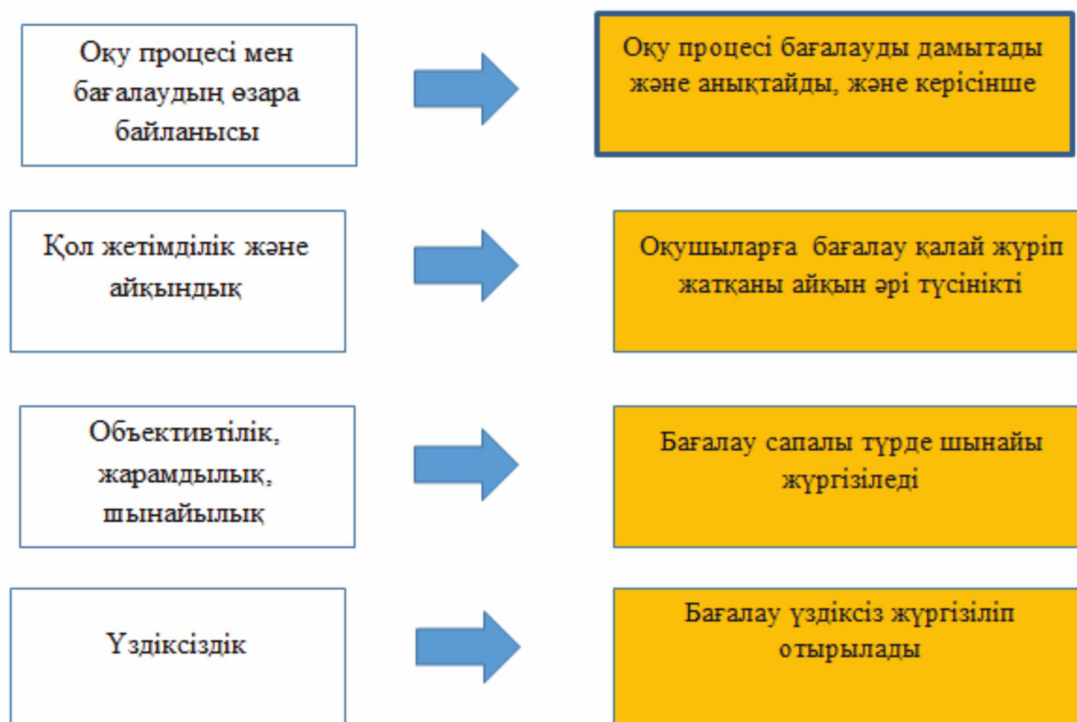 Оқу процесі мен
бағалаудың өзара
байланысы
Оқу процесі бағалауды дамытады
және анықтайды, және керісінше
Қол жетімділік және
айқындық
Оқушыларға бағалау қалай жүріп
жатқаны айқын әрі түсінікті
Объективтілік,
жарамдылық,
шынайылық
Бағалау сапалы түрде шынайы
жүргізіледі
Үздіксіздік
Бағалау үздіксіз жүргізіліп
отырылады